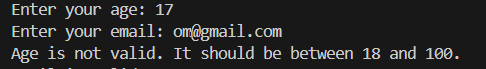 Enter your age: 17
Enter your email: om@gmail.com
Age is not valid. It should be between 18 and 100.